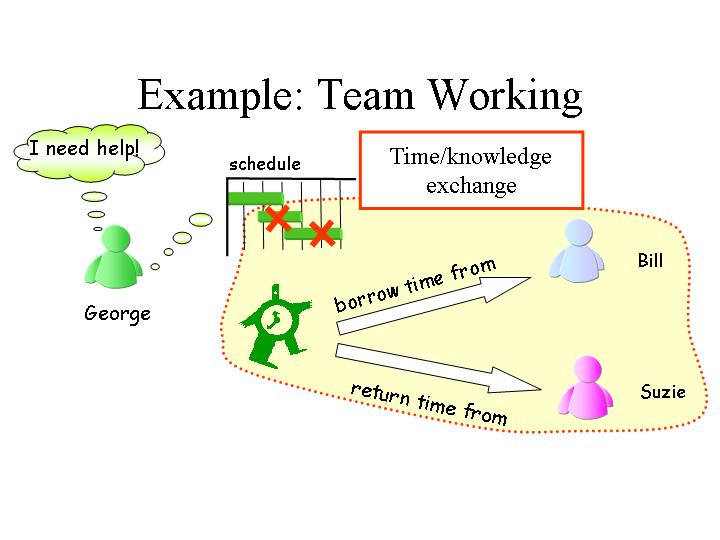 Example: Team Working
I need help!
schedule
Time/knowledge
exchange
George
borrow time from
Bill
return time from
Suzie